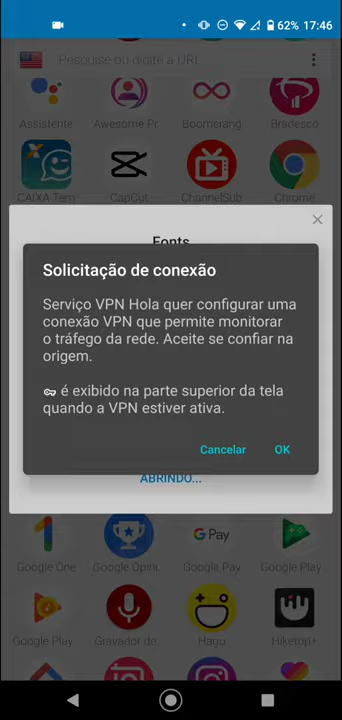 62% 17:46
Pesquise ou digite a URL
Assistente
Awesome Pr
Boomerang
Bradesco
CAIXA Tem
CapCut
ChannelSub
Chrome
Fonts
Solicitação de conexão
Serviço VPN Hola quer configurar uma
conexão VPN que permite monitorar
o tráfego da rede. Aceite se confiar na
origem.
é exibido na parte superior da tela
quando a VPN estiver ativa.
Cancelar OK
ABRINDO...
Google One
Google Opini
Google Pay
Google Play
Google Play
Gravador de
Hago
Hiketop+